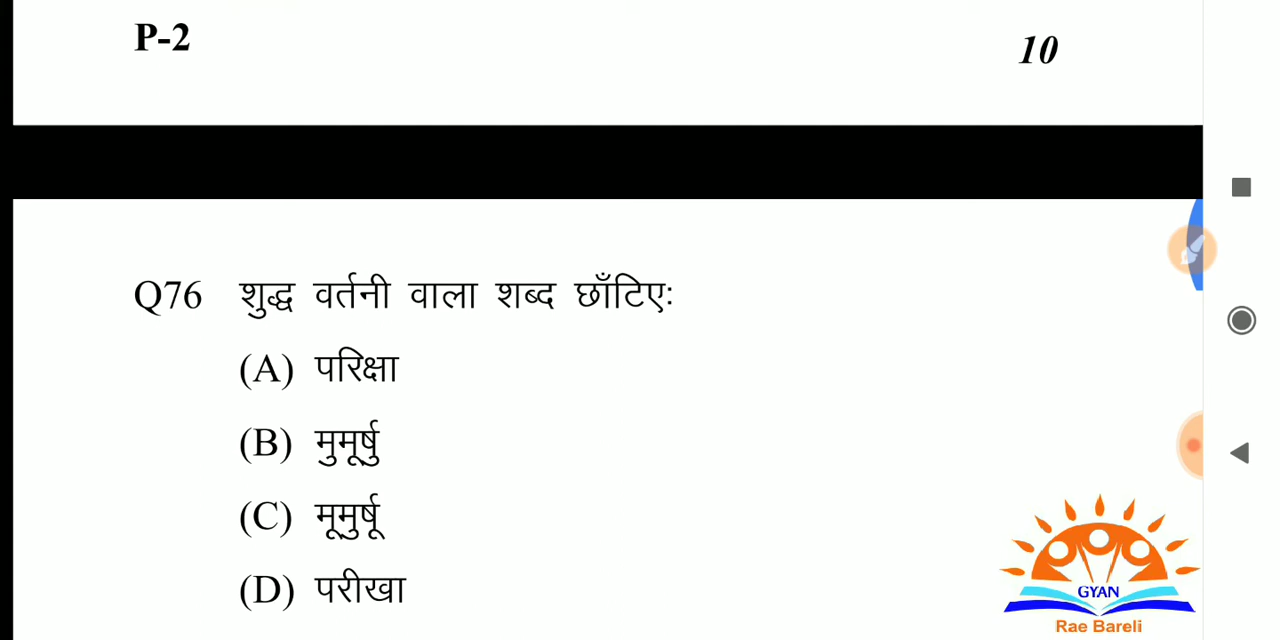 P-2
10
Q76 शुद्ध वर्तनी वाला शब्द छाँटिएः
(A) परिक्षा
(B) मुमूर्षु
(C) मूमुर्षू
(D) परीखा
GYAN
Rae Bareli